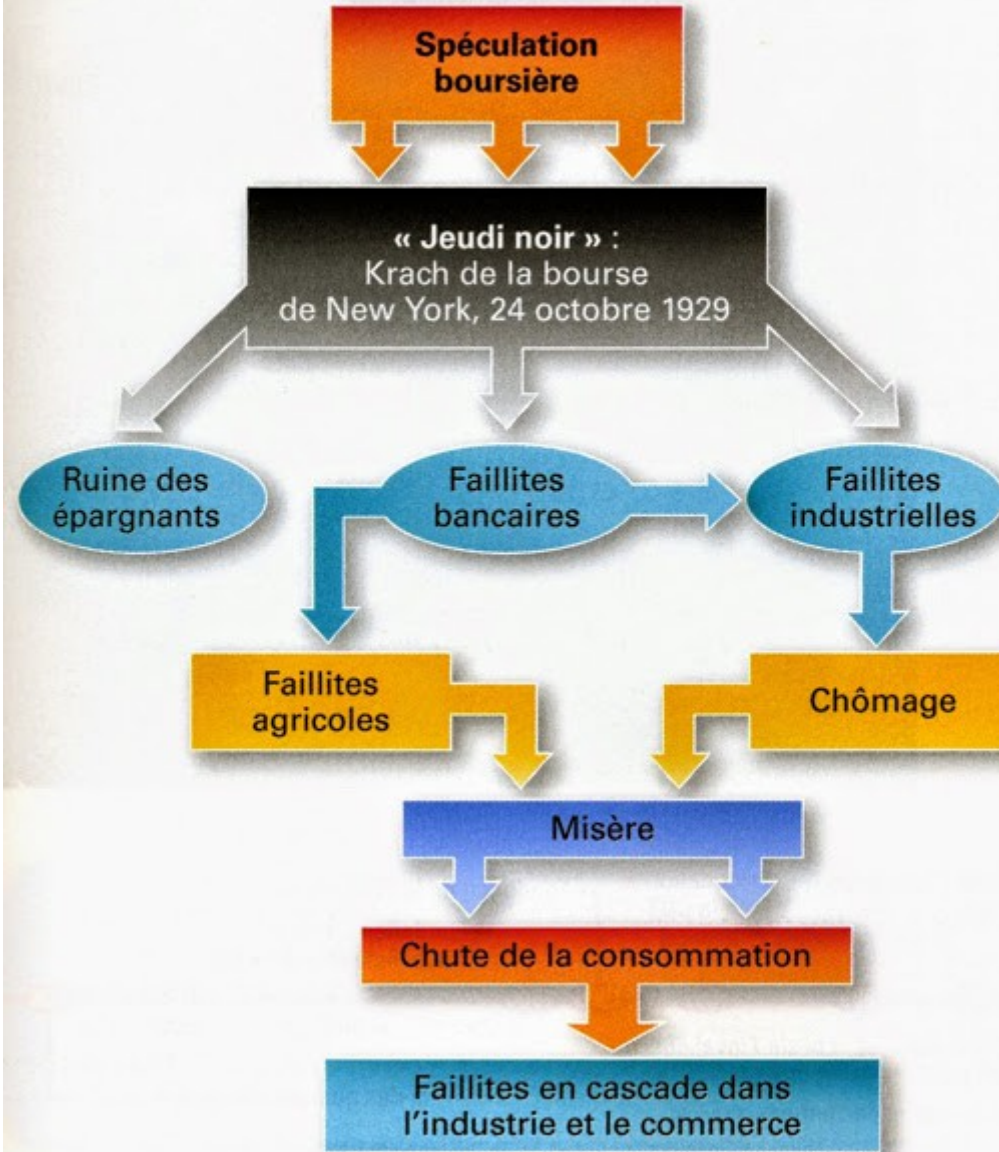 Spéculation
boursière
« Jeudi noir » :
Krach de la bourse
de New York, 24 octobre 1929
Ruine des
épargnants
Faillites
bancaires
Faillites
industrielles
Faillites
agricoles
Chômage
Misère
Chute de la consommation
Faillites en cascade dans
l'industrie et le commerce